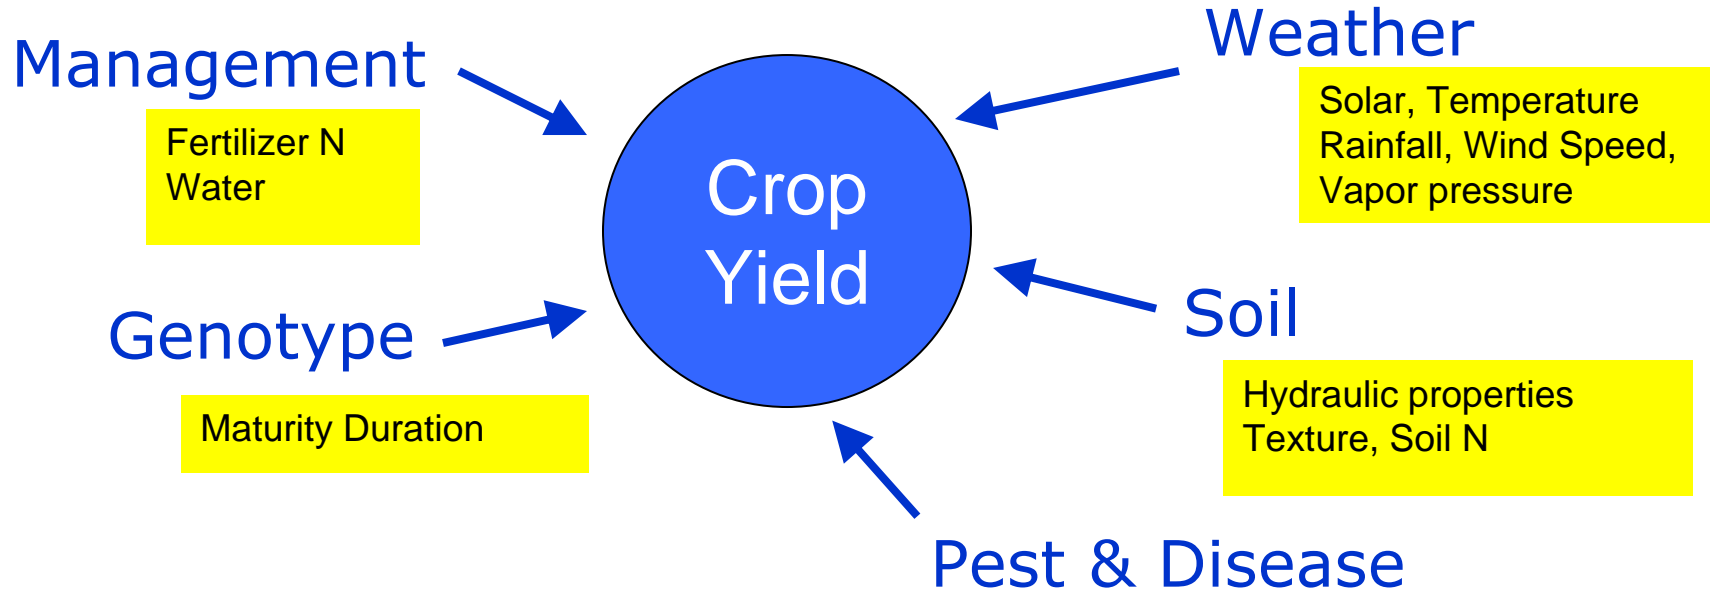 Management
Fertilizer N
Water
Genotype
Maturity Duration
Crop
Yield
Weather
Solar, Temperature
Rainfall, Wind Speed,
Vapor pressure
Soil
Hydraulic properties
Texture, Soil N
Pest & Disease